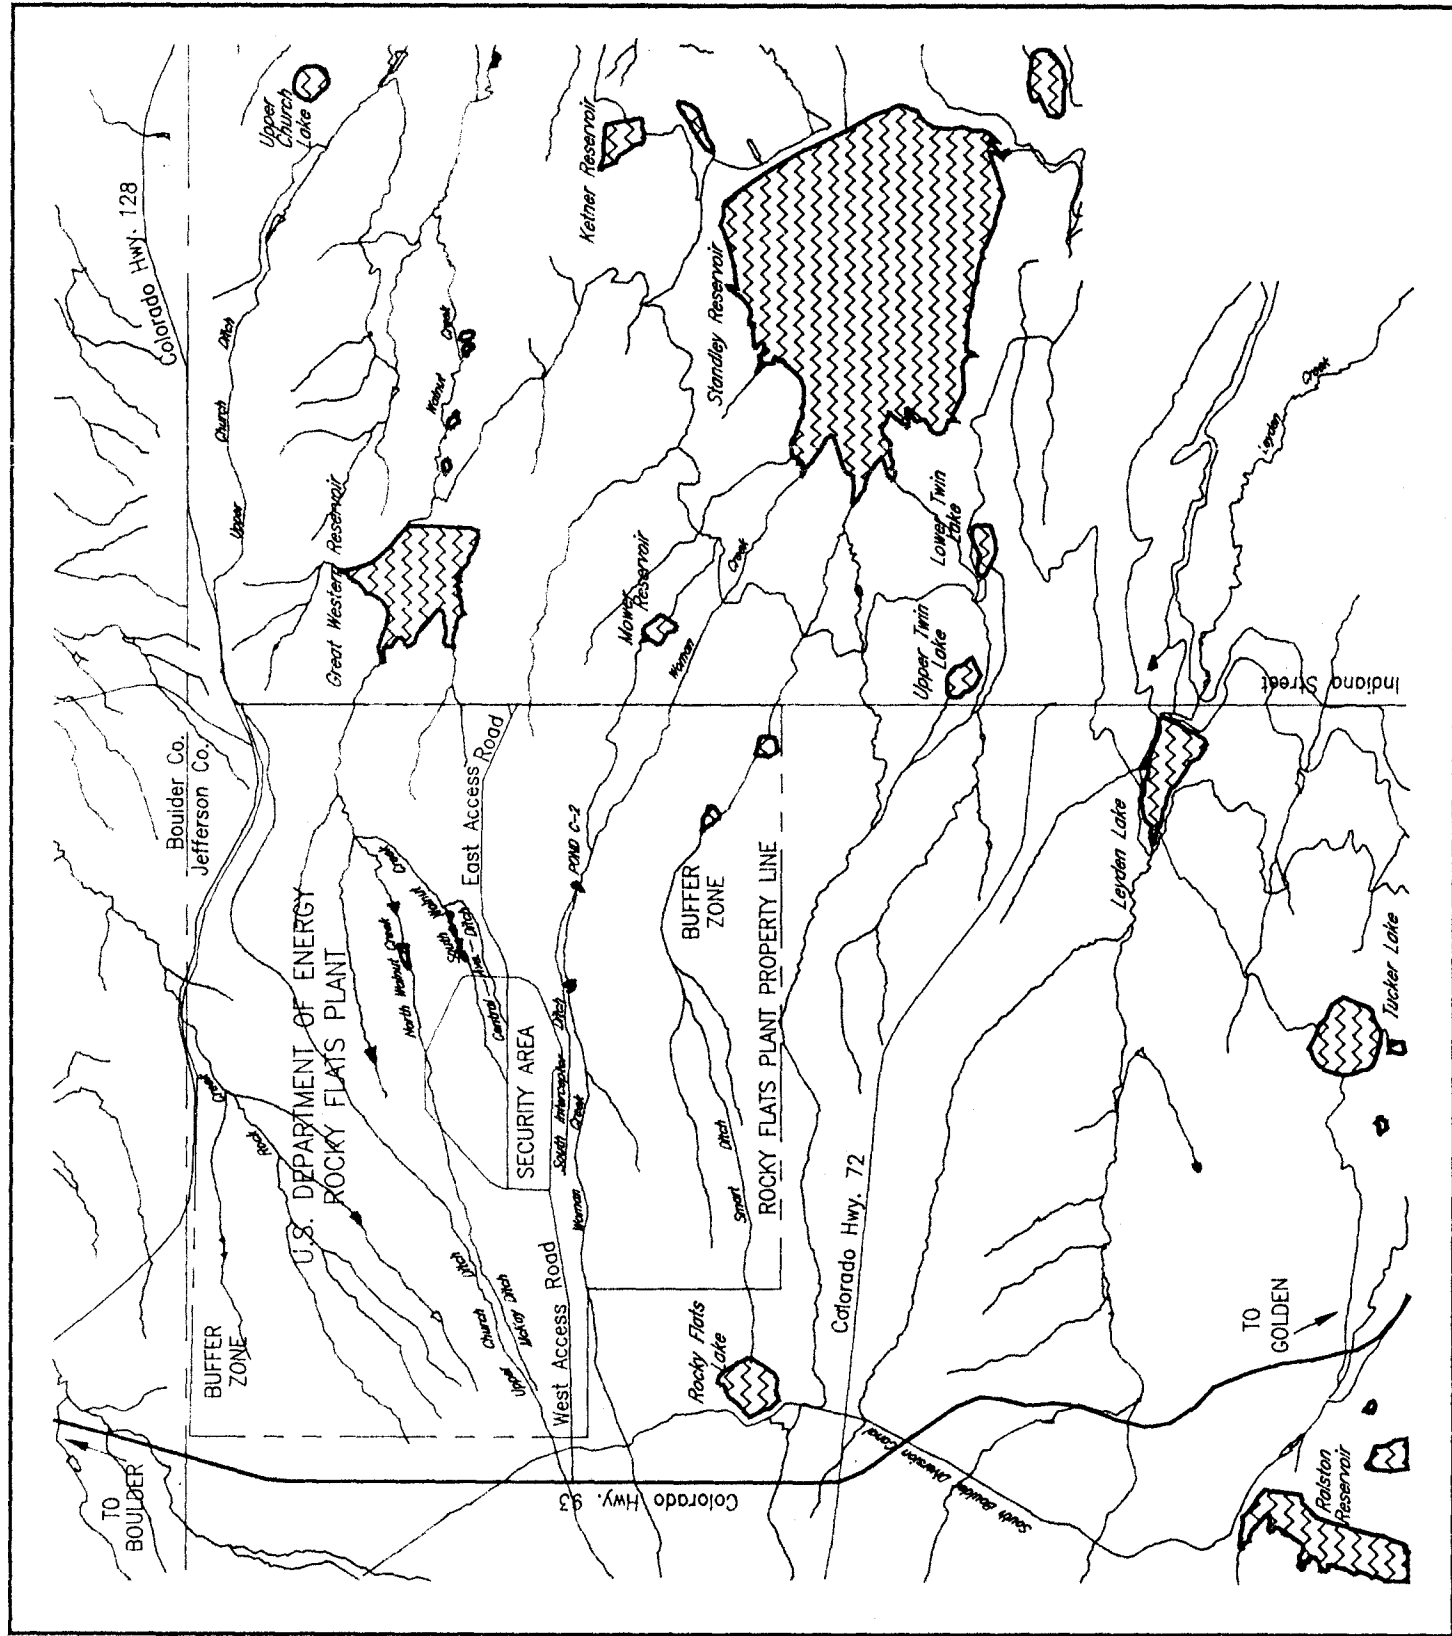 TO
BOULDER
BUFFER
ZONE
Boulder Co.
Jefferson Co.
Colorado Hwy. 128
Upper
Church
Lake
Upper
Church
Ditch
Rock
Creek
U.S. DEPARTMENT OF ENERGY
ROCKY FLATS PLANT
Great Western Reservoir
Walnut
Creek
North Walnut Creek
South
Walnut
Creek
Central
Ave
Ditch
Upper
Church
Ditch
McKay Ditch
West Access Road
SECURITY AREA
East Access Road
South Interceptor
Ditch
Woman
Creek
POND C-2
Woman
Creek
Mower
Reservoir
Ketner Reservoir
Standley Reservoir
Colorado Hwy. 93
Rocky Flats
Lake
Smart
Ditch
BUFFER
ZONE
ROCKY FLATS PLANT PROPERTY LINE
Colorado Hwy. 72
Upper Twin
Lake
Lower Twin
Lake
South Boulder
Diversion Canal
Leyden Lake
Leyden
Creek
Indiana Street
TO
GOLDEN
Tucker Lake
Ralston
Reservoir